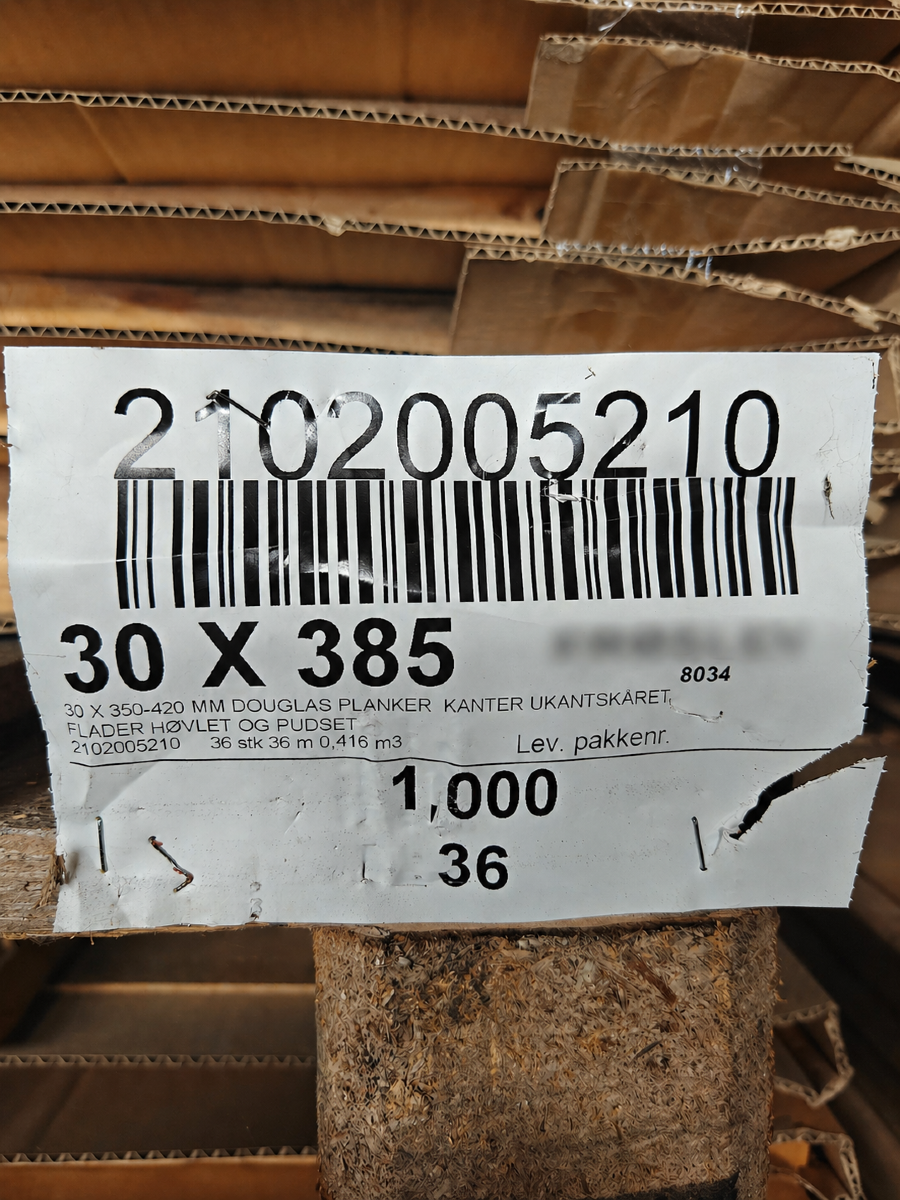 2102005210
30 X 385
8034
30 X 350-420 MM DOUGLAS PLANKER KANTER UKANTSKÅRET,
FLADER HØVLET OG PUDSET
2102005210 36 stk 36 m 0,416 m3
Lev. pakkenr.
1,000
36